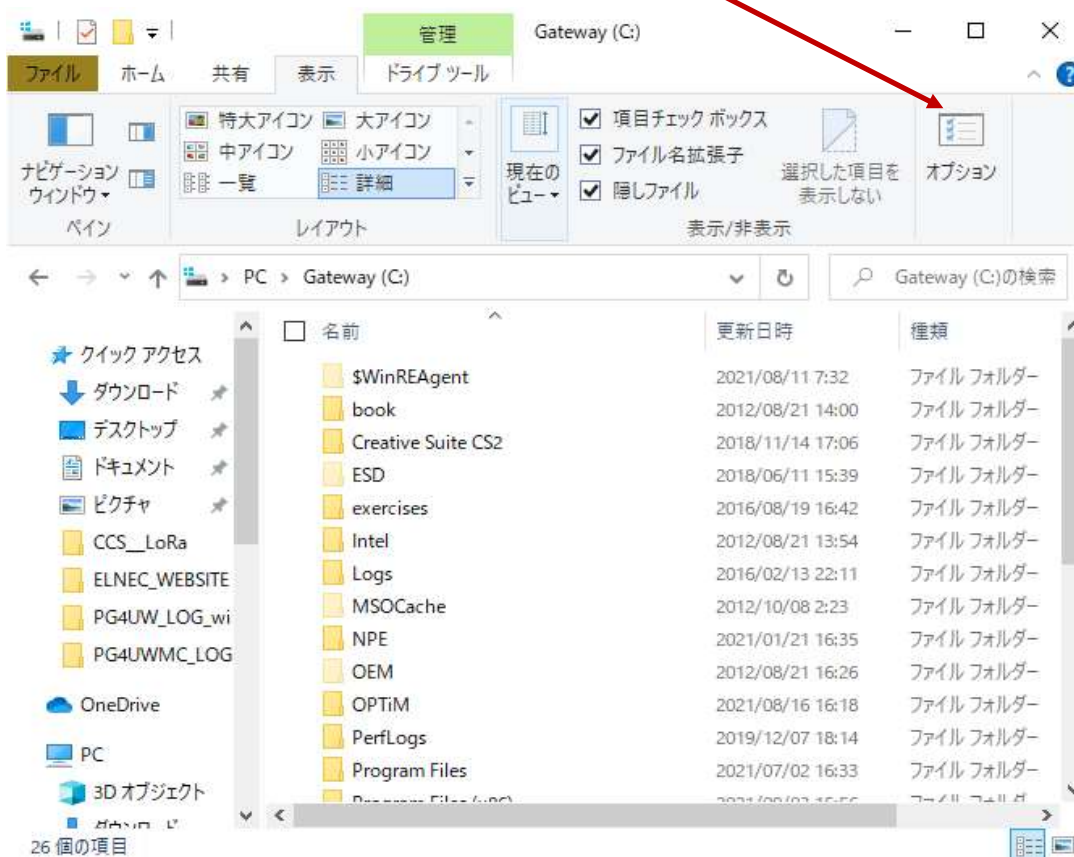 管理 Gateway (C:)
ファイル ホーム 共有 表示 ドライブ ツール
特大アイコン 大アイコン
中アイコン 小アイコン
一覧 詳細
ナビゲーション
ウィンドウ
ペイン
レイアウト
現在の
ビュー
項目チェック ボックス
ファイル名拡張子
隠しファイル
選択した項目を
表示しない
表示/非表示
オプション
PC › Gateway (C:) Gateway (C:)の検索
クイック アクセス
ダウンロード
デスクトップ
ドキュメント
ピクチャ
CCS__LoRa
ELNEC_WEBSITE
PG4UW_LOG_wi
PG4UWMC_LOG
OneDrive
PC
3D オブジェクト
ダウンロード
名前 更新日時 種類
$WinREAgent 2021/08/11 7:32 ファイル フォルダー
book 2012/08/21 14:00 ファイル フォルダー
Creative Suite CS2 2018/11/14 17:06 ファイル フォルダー
ESD 2018/06/11 15:39 ファイル フォルダー
exercises 2016/08/19 16:42 ファイル フォルダー
Intel 2012/08/21 13:54 ファイル フォルダー
Logs 2016/02/13 22:11 ファイル フォルダー
MSOCache 2012/10/08 2:23 ファイル フォルダー
NPE 2021/01/21 16:35 ファイル フォルダー
OEM 2012/08/21 16:26 ファイル フォルダー
OPTiM 2021/08/16 16:18 ファイル フォルダー
PerfLogs 2019/12/07 18:14 ファイル フォルダー
Program Files 2021/07/02 16:33 ファイル フォルダー
26 個の項目